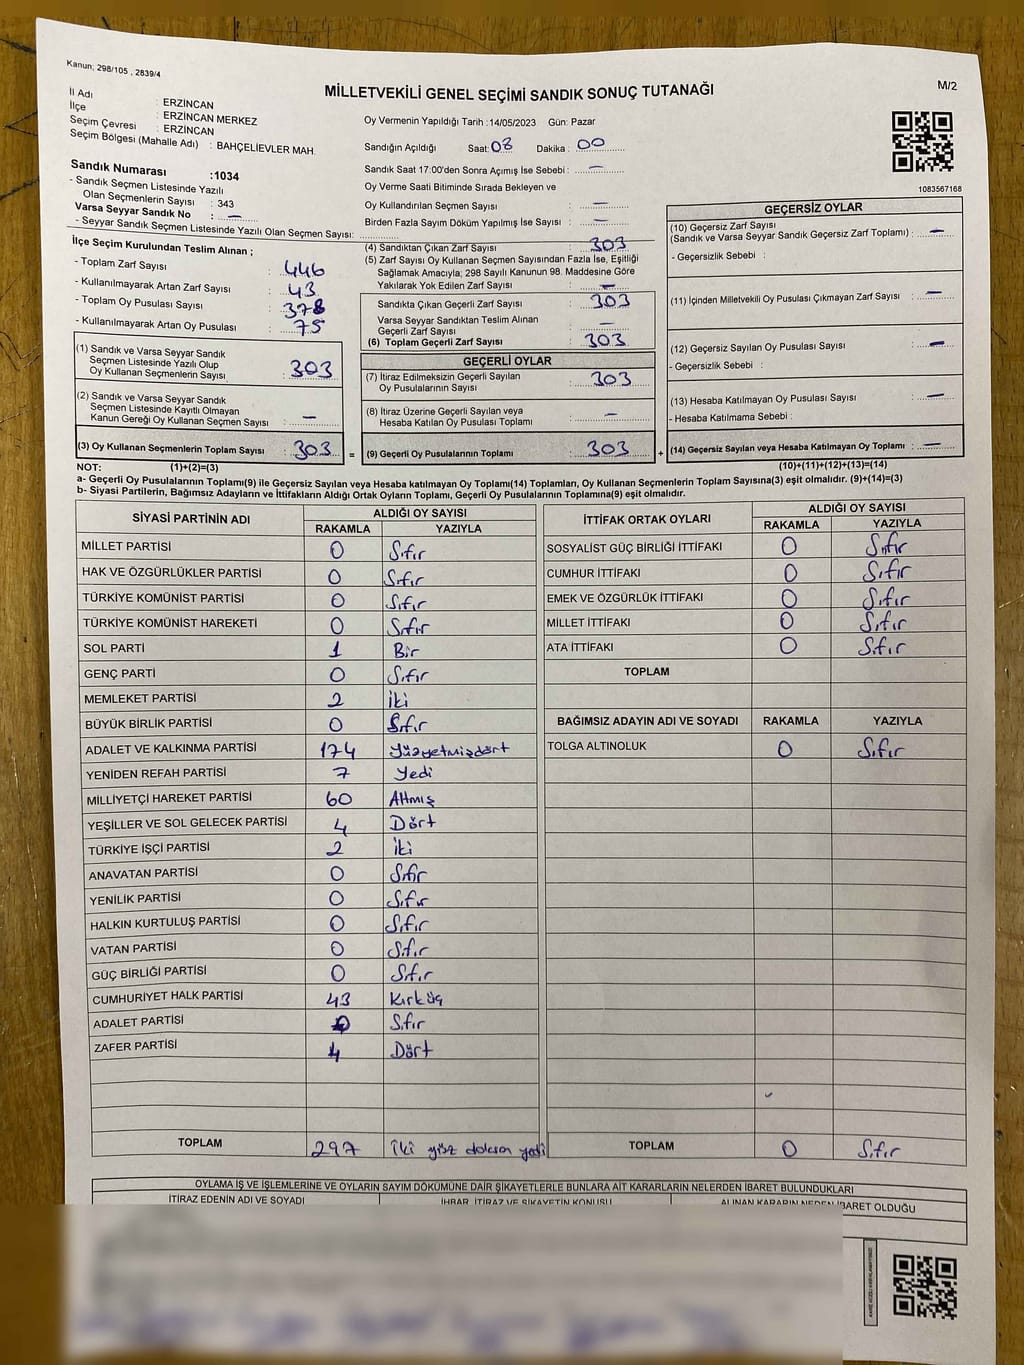 Kanun; 298/105 , 2839/4
MİLLETVEKİLİ GENEL SEÇİMİ SANDIK SONUÇ TUTANAĞI
M/2
İl Adı : ERZİNCAN
İlçe : ERZİNCAN MERKEZ
Seçim Çevresi : ERZİNCAN
Seçim Bölgesi (Mahalle Adı) : BAHÇELİEVLER MAH.
Oy Vermenin Yapıldığı Tarih : 14/05/2023 Gün: Pazar
Sandığın Açıldığı Saat: 08 Dakika : 00
Sandık Saat 17:00'den Sonra Açımış İse Sebebi : —
Oy Verme Saati Bitiminde Sırada Bekleyen ve
Oy Kullandırılan Seçmen Sayısı : —
Birden Fazla Sayım Döküm Yapılmış İse Sayısı : —
1083567168
Sandık Numarası :1034
- Sandık Seçmen Listesinde Yazılı
Olan Seçmenlerin Sayısı : 343
Varsa Seyyar Sandık No : —
- Seyyar Sandık Seçmen Listesinde Yazılı Olan Seçmen Sayısı:
İlçe Seçim Kurulundan Teslim Alınan ;
- Toplam Zarf Sayısı : 446
- Kullanılmayarak Artan Zarf Sayısı : 43
- Toplam Oy Pusulası Sayısı : 378
- Kullanılmayarak Artan Oy Pusulası : 75
(1) Sandık ve Varsa Seyyar Sandık
Seçmen Listesinde Yazılı Olup
Oy Kullanan Seçmenlerin Sayısı : 303
(2) Sandık ve Varsa Seyyar Sandık
Seçmen Listesinde Kayıtlı Olmayan
Kanun Gereği Oy Kullanan Seçmen Sayısı : —
(3) Oy Kullanan Seçmenlerin Toplam Sayısı : 303 =
(4) Sandıktan Çıkan Zarf Sayısı : 303
(5) Zarf Sayısı Oy Kullanan Seçmen Sayısından Fazla İse, Eşitliği
Sağlamak Amacıyla; 298 Sayılı Kanunun 98. Maddesine Göre
Yakılarak Yok Edilen Zarf Sayısı : —
Sandıkta Çıkan Geçerli Zarf Sayısı : 303
Varsa Seyyar Sandıktan Teslim Alınan
Geçerli Zarf Sayısı : —
(6) Toplam Geçerli Zarf Sayısı : 303
GEÇERLİ OYLAR
(7) İtiraz Edilmeksizin Geçerli Sayılan
Oy Pusulalarının Sayısı : 303
(8) İtiraz Üzerine Geçerli Sayılan veya
Hesaba Katılan Oy Pusulası Toplamı : —
(9) Geçerli Oy Pusulalarının Toplamı : 303 +
GEÇERSİZ OYLAR
(10) Geçersiz Zarf Sayısı
(Sandık ve Varsa Seyyar Sandık Geçersiz Zarf Toplamı) : —
- Geçersizlik Sebebi :
(11) İçinden Milletvekili Oy Pusulası Çıkmayan Zarf Sayısı : —
(12) Geçersiz Sayılan Oy Pusulası Sayısı : —
- Geçersizlik Sebebi :
(13) Hesaba Katılmayan Oy Pusulası Sayısı : —
- Hesaba Katılmama Sebebi :
(14) Geçersiz Sayılan veya Hesaba Katılmayan Oy Toplamı : —
NOT: (1)+(2)=(3) (10)+(11)+(12)+(13)=(14)
a- Geçerli Oy Pusulalarının Toplamı(9) ile Geçersiz Sayılan veya Hesaba katılmayan Oy Toplamı(14) Toplamları, Oy Kullanan Seçmenlerin Toplam Sayısına(3) eşit olmalıdır. (9)+(14)=(3)
b- Siyasi Partilerin, Bağımsız Adayların ve İttifakların Aldığı Ortak Oyların Toplamı, Geçerli Oy Pusulalarının Toplamına(9) eşit olmalıdır.
SİYASİ PARTİNİN ADI ALDIĞI OY SAYISI
RAKAMLA YAZIYLA
MİLLET PARTİSİ 0 Sıfır
HAK VE ÖZGÜRLÜKLER PARTİSİ 0 Sıfır
TÜRKİYE KOMÜNİST PARTİSİ 0 Sıfır
TÜRKİYE KOMÜNİST HAREKETİ 0 Sıfır
SOL PARTİ 1 Bir
GENÇ PARTİ 0 Sıfır
MEMLEKET PARTİSİ 2 İki
BÜYÜK BİRLİK PARTİSİ 0 Sıfır
ADALET VE KALKINMA PARTİSİ 174 Yüzyetmişdört
YENİDEN REFAH PARTİSİ 7 Yedi
MİLLİYETÇİ HAREKET PARTİSİ 60 Altmış
YEŞİLLER VE SOL GELECEK PARTİSİ 4 Dört
TÜRKİYE İŞÇİ PARTİSİ 2 İki
ANAVATAN PARTİSİ 0 Sıfır
YENİLİK PARTİSİ 0 Sıfır
HALKIN KURTULUŞ PARTİSİ 0 Sıfır
VATAN PARTİSİ 0 Sıfır
GÜÇ BİRLİĞİ PARTİSİ 0 Sıfır
CUMHURİYET HALK PARTİSİ 43 Kırküç
ADALET PARTİSİ 0 Sıfır
ZAFER PARTİSİ 4 Dört
TOPLAM 297 İki yüz doksan yedi
İTTİFAK ORTAK OYLARI ALDIĞI OY SAYISI
RAKAMLA YAZIYLA
SOSYALİST GÜÇ BİRLİĞİ İTTİFAKI 0 Sıfır
CUMHUR İTTİFAKI 0 Sıfır
EMEK VE ÖZGÜRLÜK İTTİFAKI 0 Sıfır
MİLLET İTTİFAKI 0 Sıfır
ATA İTTİFAKI 0 Sıfır
TOPLAM
BAĞIMSIZ ADAYIN ADI VE SOYADI RAKAMLA YAZIYLA
TOLGA ALTINOLUK 0 Sıfır
TOPLAM 0 Sıfır
OYLAMA İŞ VE İŞLEMLERİNE VE OYLARIN SAYIM DÖKÜMÜNE DAİR ŞİKAYETLERLE BUNLARA AİT KARARLARIN NELERDEN İBARET BULUNDUKLARI
İTİRAZ EDENİN ADI VE SOYADI İHBAR, İTİRAZ VE ŞİKAYETİN KONUSU ALINAN KARARIN NEDEN İBARET OLDUĞU